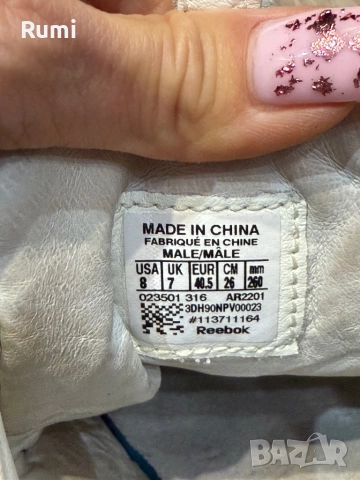 Rumi
MADE IN CHINA
FABRIQUÉ EN CHINE
MALE/MÂLE
USA UK EUR CM mm
8 7 40.5 26 260
023501 316 AR2201
3DH90NPV00023
#113711164
Reebok
BAZAR
bg